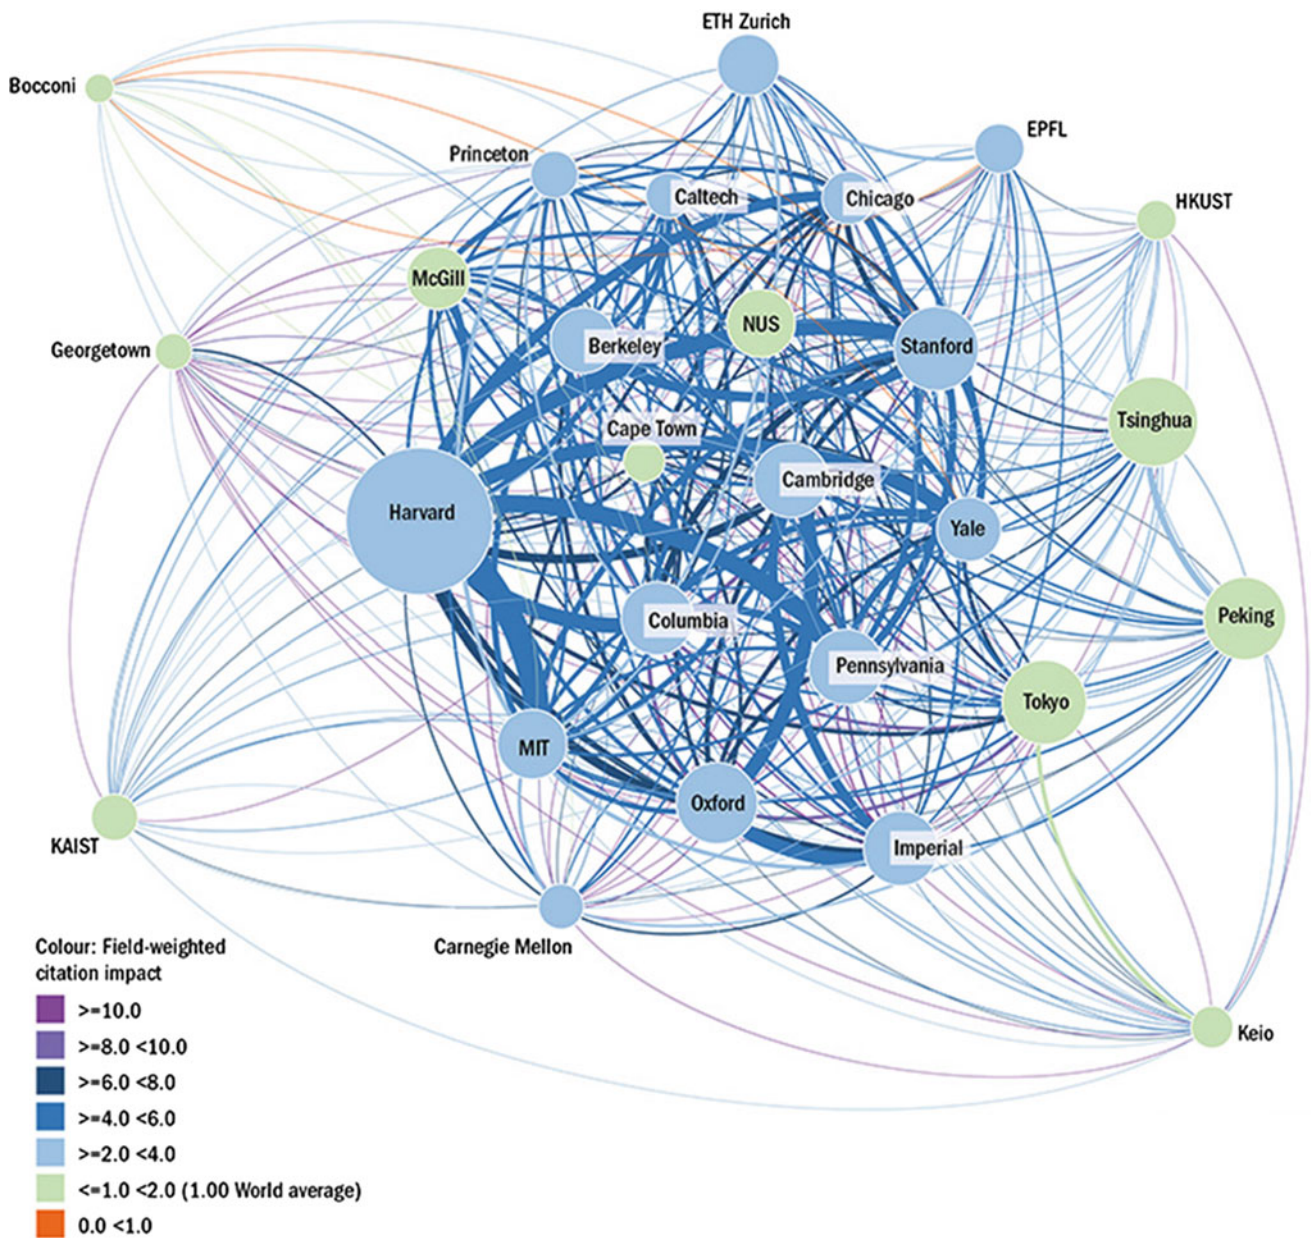 ETH Zurich
Bocconi
EPFL
Princeton
Caltech
Chicago
HKUST
McGill
NUS
Georgetown
Berkeley
Stanford
Tsinghua
Cape Town
Cambridge
Harvard
Yale
Columbia
Peking
Pennsylvania
Tokyo
MIT
Oxford
KAIST
Imperial
Carnegie Mellon
Keio
Colour: Field-weighted
citation impact
>=10.0
>=8.0 <10.0
>=6.0 <8.0
>=4.0 <6.0
>=2.0 <4.0
<=1.0 <2.0 (1.00 World average)
0.0 <1.0